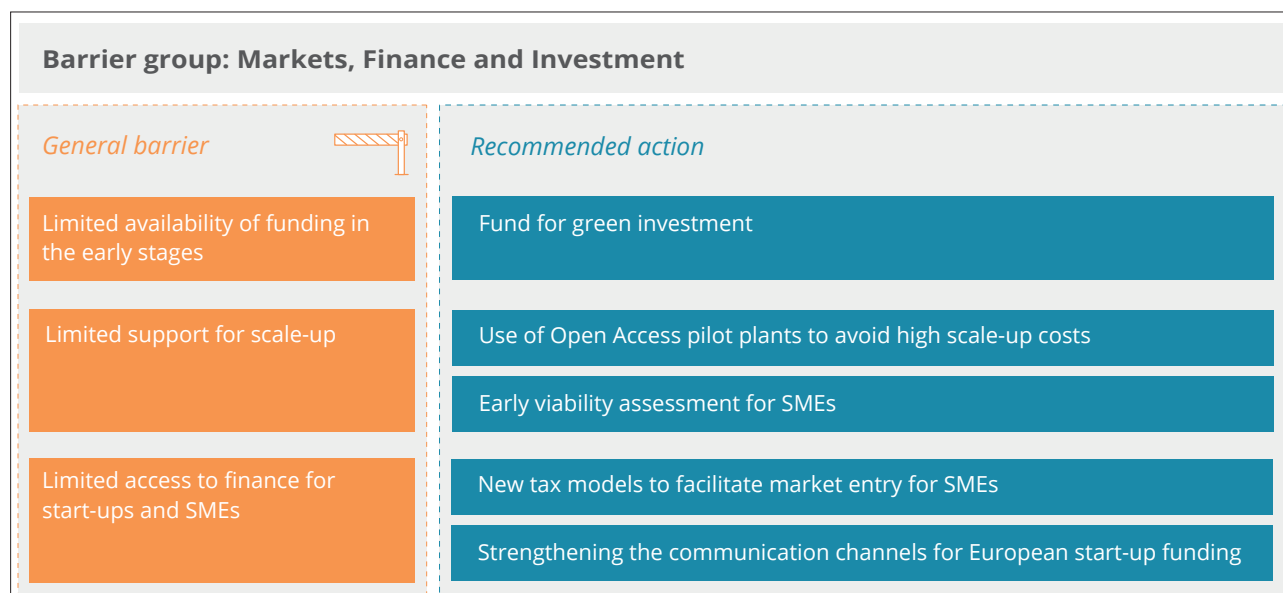 Barrier group: Markets, Finance and Investment
General barrier
Recommended action
Limited availability of funding in
the early stages
Fund for green investment
Limited support for scale-up
Use of Open Access pilot plants to avoid high scale-up costs
Early viability assessment for SMEs
Limited access to finance for
start-ups and SMEs
New tax models to facilitate market entry for SMEs
Strengthening the communication channels for European start-up funding